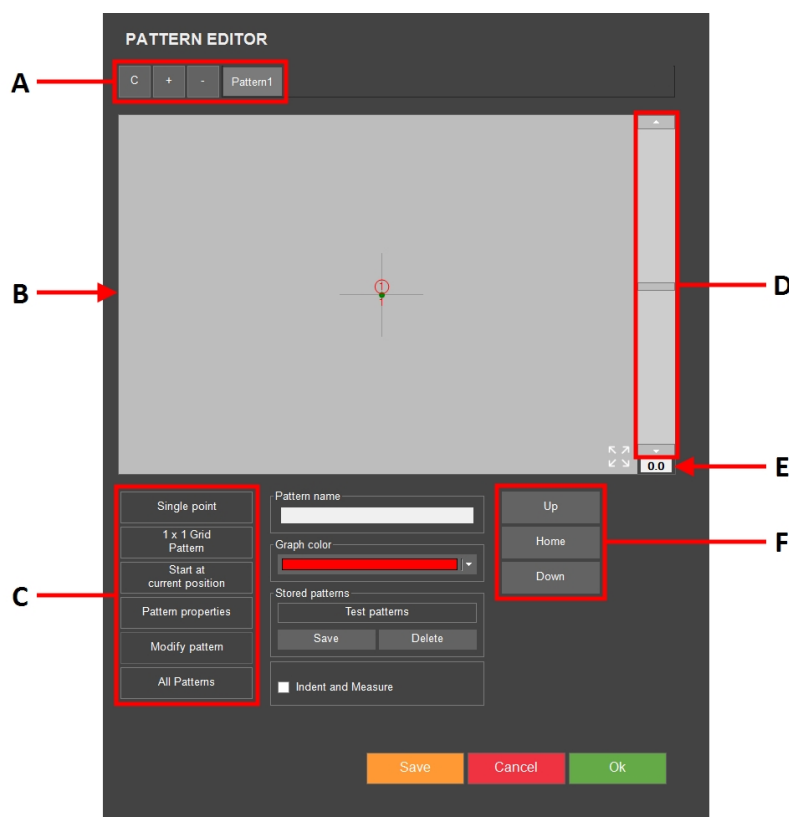 PATTERN EDITOR
A
C + - Pattern1
B
1
1
D
0.0
E
Single point
1 x 1 Grid
Pattern
Start at
current position
Pattern properties
Modify pattern
All Patterns
C
Pattern name
Graph color
Stored patterns
Test patterns
Save Delete
Indent and Measure
Up
Home
Down
F
Save Cancel Ok